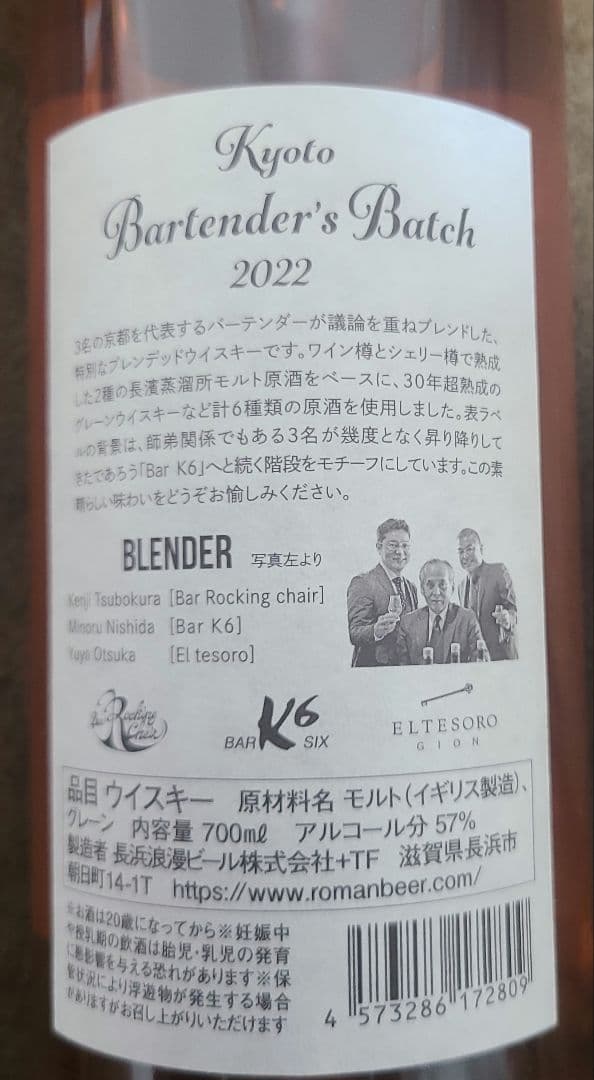 Kyoto
Bartender's Batch
2022
3名の京都を代表するバーテンダーが議論を重ねブレンドした、
特別なブレンデッドウイスキーです。ワイン樽とシェリー樽で熟成
した2種の長濱蒸溜所モルト原酒をベースに、30年超熟成の
グレーンウイスキーなど計6種類の原酒を使用しました。表ラベ
ルの背景は、師弟関係でもある3名が幾度となく昇り降りして
きたであろう「Bar K6」へと続く階段をモチーフにしています。この素
晴らしい味わいをどうぞお愉しみください。
BLENDER 写真左より
Kenji Tsubokura [Bar Rocking chair]
Minoru Nishida [Bar K6]
Yuya Otsuka [El tesoro]
Bar Rocking Chair
BAR K6 SIX
ELTESORO
GION
品目 ウイスキー 原材料名 モルト(イギリス製造)、
グレーン 内容量 700㎖ アルコール分 57%
製造者 長浜浪漫ビール株式会社+TF 滋賀県長浜市
朝日町14-1T https://www.romanbeer.com/
※お酒は20歳になってから※妊娠中
や授乳期の飲酒は胎児・乳児の発育
に悪影響を与える恐れがあります※保
管状況により浮遊物が発生する場合
がありますがお召し上がりいただけます
4 573286 172809